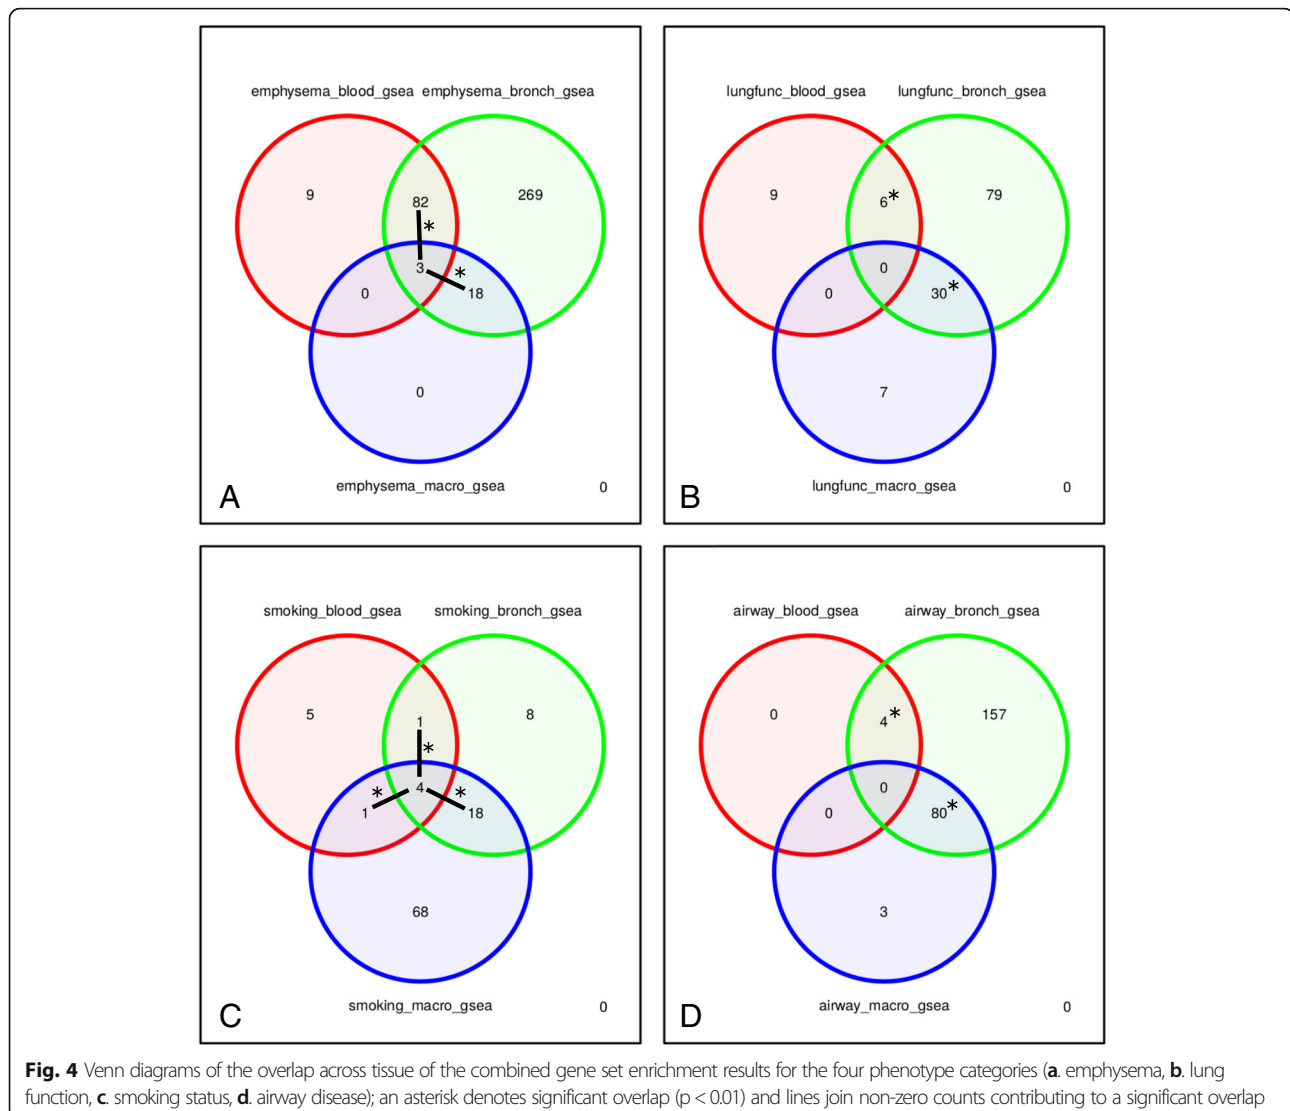 emphysema_blood_gsea emphysema_bronch_gsea
9 82 269
*
3 *
0 18
0
emphysema_macro_gsea 0
A
lungfunc_blood_gsea lungfunc_bronch_gsea
9 6* 79
0
0 30*
7
lungfunc_macro_gsea 0
B
smoking_blood_gsea smoking_bronch_gsea
5 1 8
*
* 4 *
1 18
68
smoking_macro_gsea 0
C
airway_blood_gsea airway_bronch_gsea
0 4* 157
0
0 80*
3
airway_macro_gsea 0
D
Fig. 4 Venn diagrams of the overlap across tissue of the combined gene set enrichment results for the four phenotype categories (a. emphysema, b. lung
function, c. smoking status, d. airway disease); an asterisk denotes significant overlap (p < 0.01) and lines join non-zero counts contributing to a significant overlap